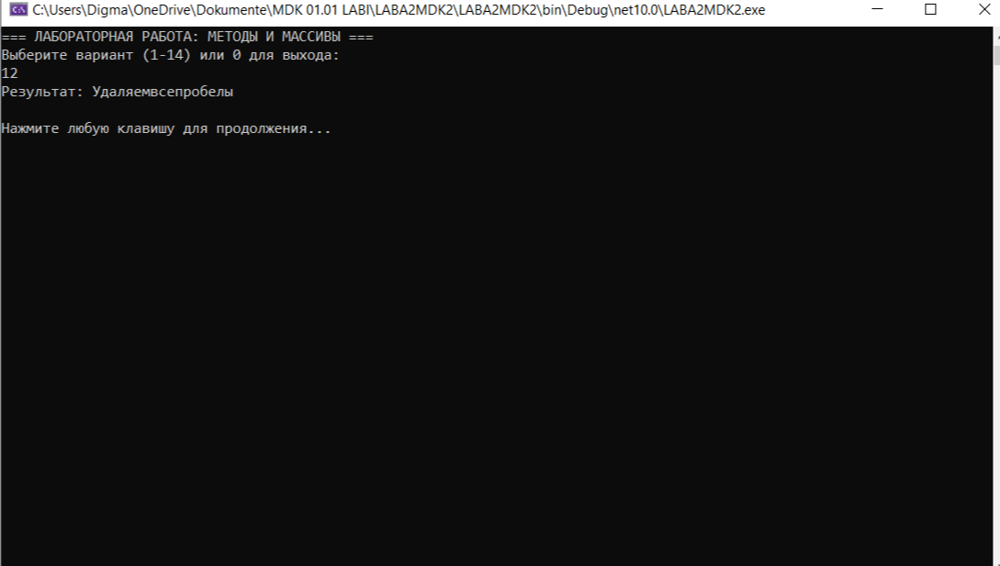 C:\Users\Digma\OneDrive\Dokumente\MDK 01.01 LABI\LABA2MDK2\LABA2MDK2\bin\Debug\net10.0\LABA2MDK2.exe
=== ЛАБОРАТОРНАЯ РАБОТА: МЕТОДЫ И МАССИВЫ ===
Выберите вариант (1-14) или 0 для выхода:
12
Результат: Удаляемвсепробелы
Нажмите любую клавишу для продолжения...